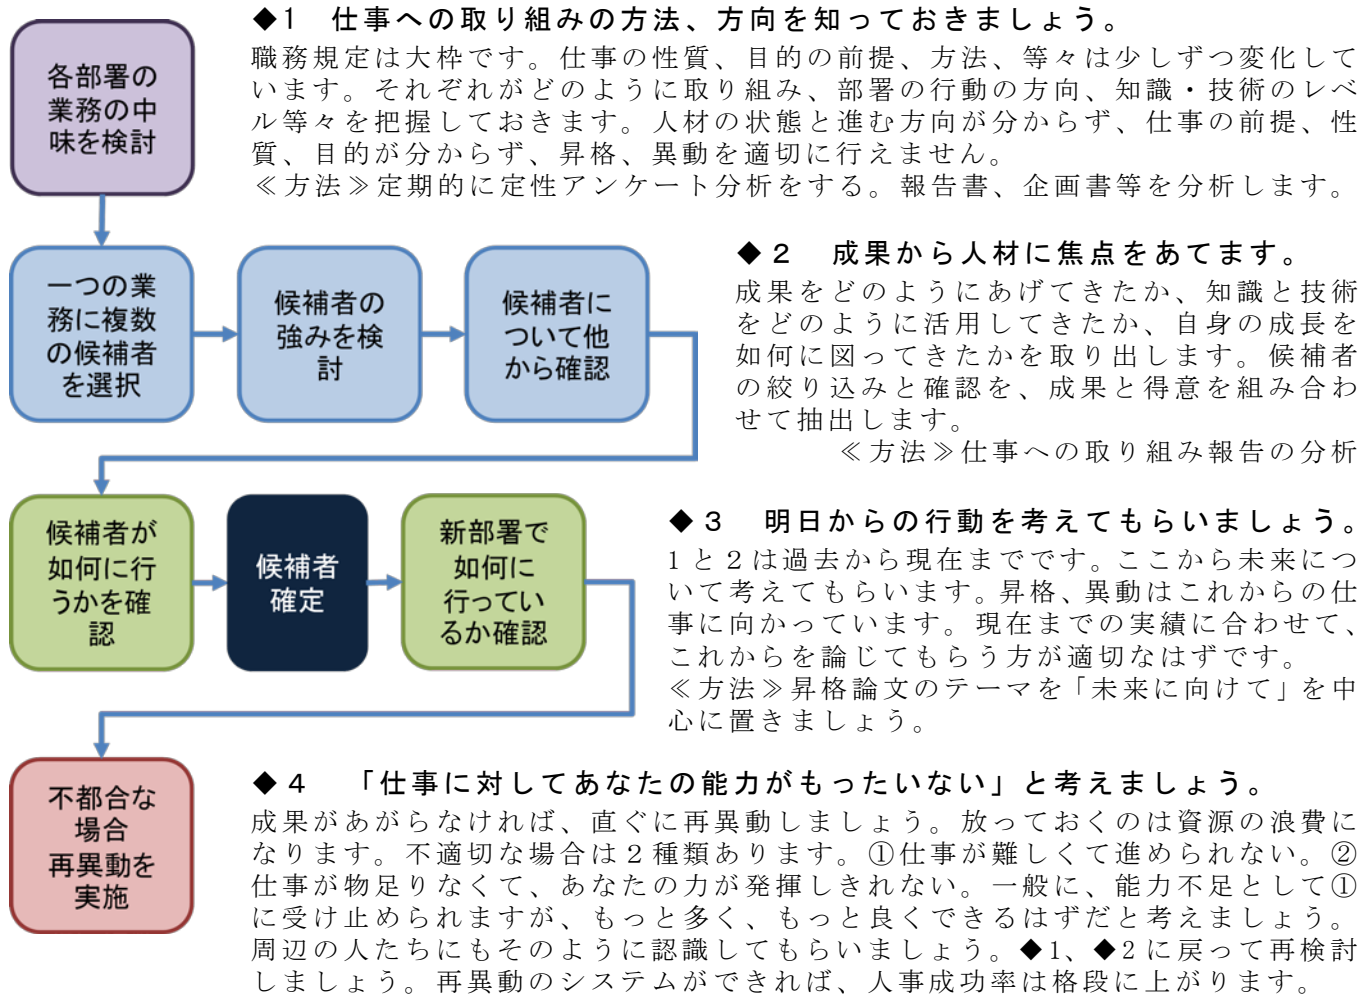 各部署の
業務の中
味を検討
◆1 仕事への取り組みの方法、方向を知っておきましょう。
職務規定は大枠です。仕事の性質、目的の前提、方法、等々は少しずつ変化して
います。それぞれがどのように取り組み、部署の行動の方向、知識・技術のレベ
ル等々を把握しておきます。人材の状態と進む方向が分からず、仕事の前提、性
質、目的が分からず、昇格、異動を適切に行えません。
≪方法≫定期的に定性アンケート分析をする。報告書、企画書等を分析します。
一つの業
務に複数
の候補者
を選択
候補者の
強みを検
討
候補者に
ついて他
から確認
◆２ 成果から人材に焦点をあてます。
成果をどのようにあげてきたか、知識と技術
をどのように活用してきたか、自身の成長を
如何に図ってきたかを取り出します。候補者
の絞り込みと確認を、成果と得意を組み合わ
せて抽出します。
≪方法≫仕事への取り組み報告の分析
候補者が
如何に行
うかを確
認
候補者
確定
新部署で
如何に
行ってい
るか確認
◆３ 明日からの行動を考えてもらいましょう。
1と２は過去から現在までです。ここから未来につ
いて考えてもらいます。昇格、異動はこれからの仕
事に向かっています。現在までの実績に合わせて、
これからを論じてもらう方が適切なはずです。
≪方法≫昇格論文のテーマを「未来に向けて」を中
心に置きましょう。
不都合な
場合
再異動を
実施
◆４ 「仕事に対してあなたの能力がもったいない」と考えましょう。
成果があがらなければ、直ぐに再異動しましょう。放っておくのは資源の浪費に
なります。不適切な場合は２種類あります。①仕事が難しくて進められない。②
仕事が物足りなくて、あなたの力が発揮しきれない。一般に、能力不足として①
に受け止められますが、もっと多く、もっと良くできるはずだと考えましょう。
周辺の人たちにもそのように認識してもらいましょう。◆1、◆2に戻って再検討
しましょう。再異動のシステムができれば、人事成功率は格段に上がります。